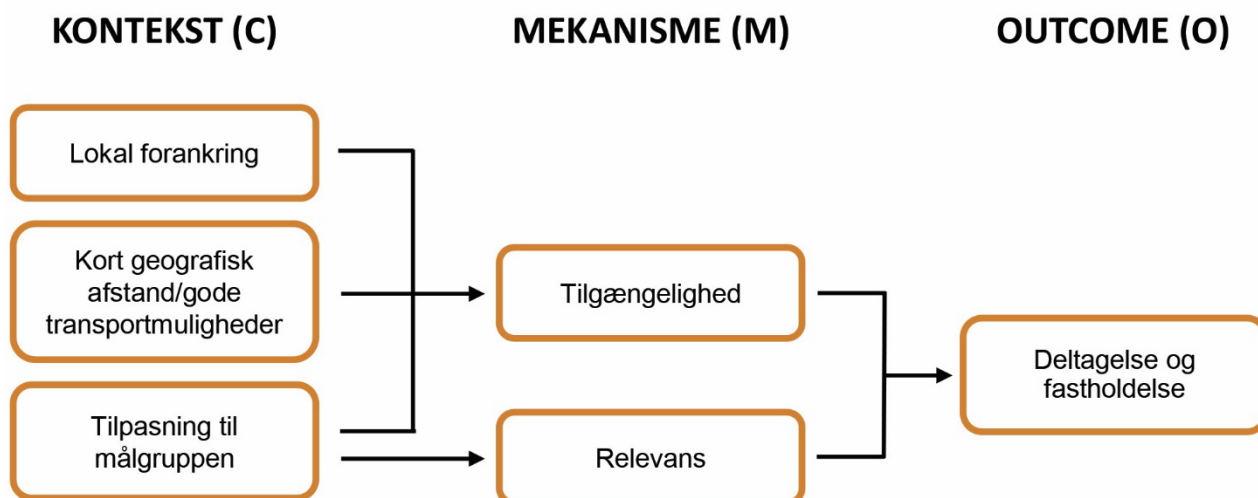 KONTEKST (C)
MEKANISME (M)
OUTCOME (O)
Lokal forankring
Kort geografisk
afstand/gode
transportmuligheder
Tilpasning til
målgruppen
Tilgængelighed
Relevans
Deltagelse og
fastholdelse